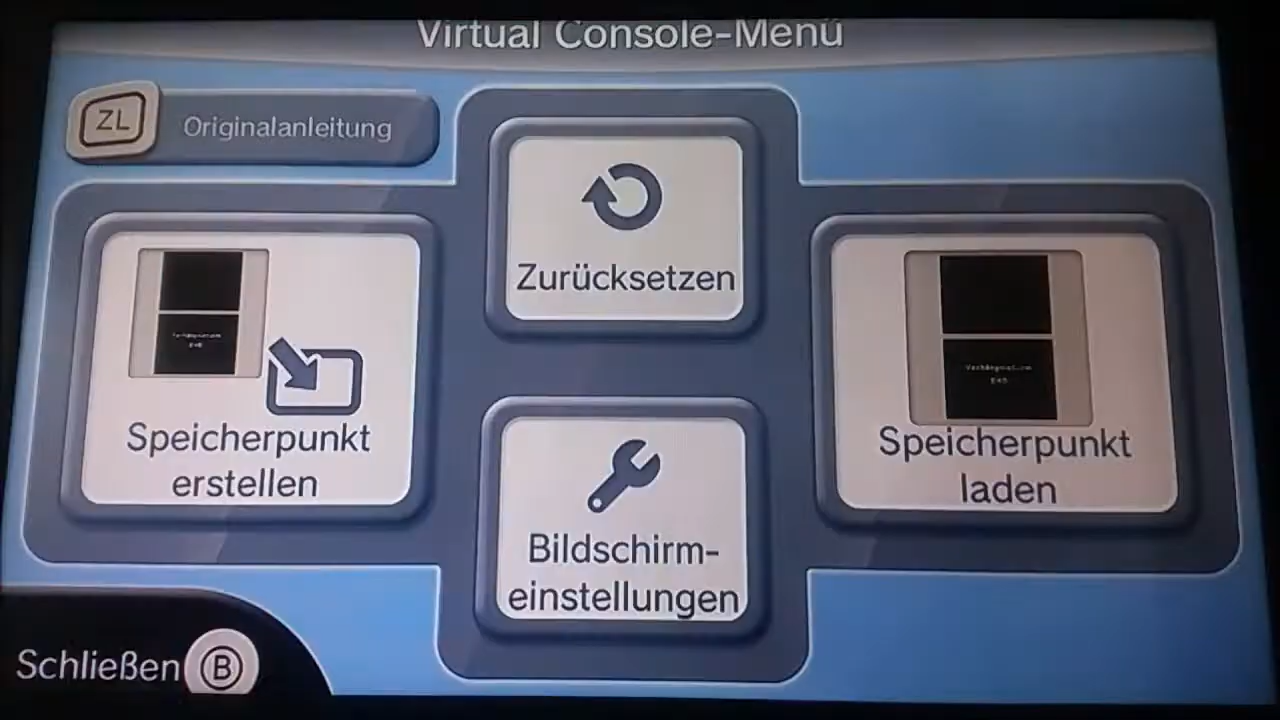 Virtual Console-Menü
ZL
Originalanleitung
Zurücksetzen
Speicherpunkt
erstellen
Speicherpunkt
laden
Bildschirm-
einstellungen
Schließen B